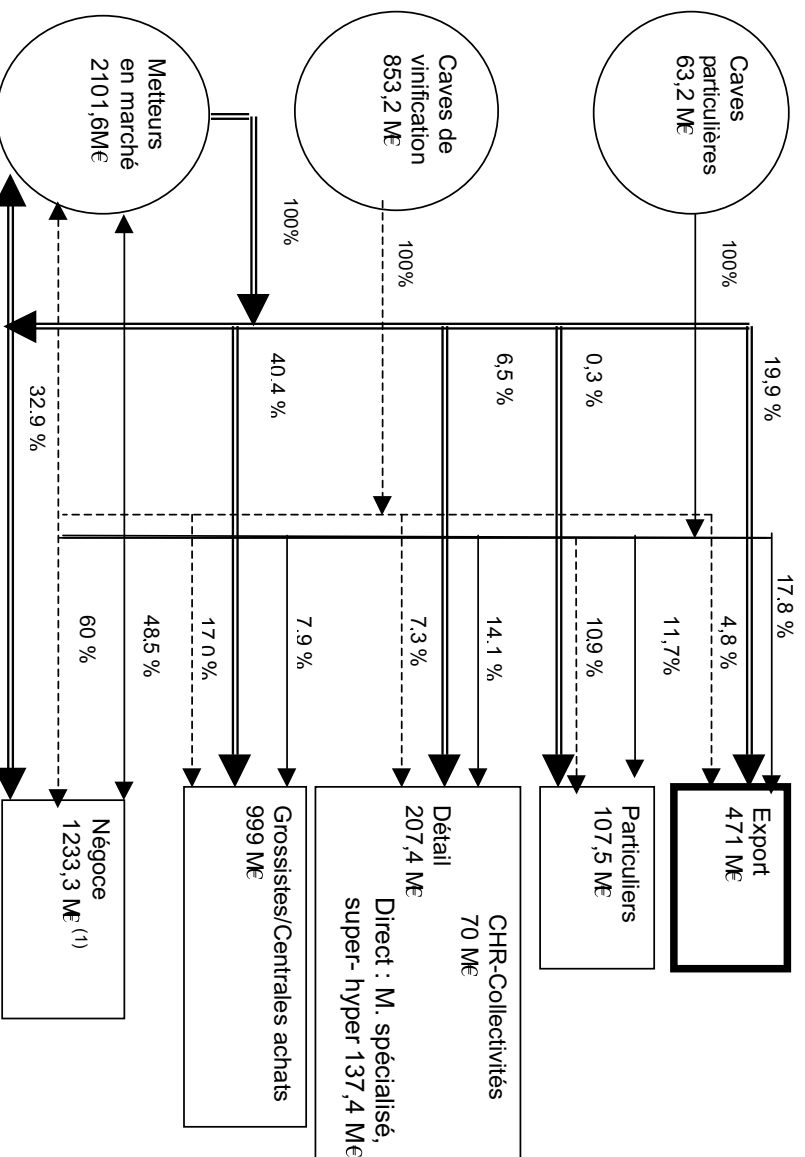 Caves
particulières
63,2 M€
Caves de
vinification
853,2 M€
Metteurs
en marché
2101,6M€
100%
100%
100%
19,9 %
0,3 %
6,5 %
40.4 %
32.9 %
17.8 %
4,8 %
11,7%
10.9 %
14.1 %
7.3 %
7.9 %
17.0%
48.5 %
60 %
Export
471 M€
Particuliers
107,5 M€
CHR-Collectivités
70 M€
Détail
207,4 M€
Direct : M. spécialisé,
super- hyper 137,4 M€
Grossistes/Centrales achats
999 M€
Négoce
1233,3 M€ (1)